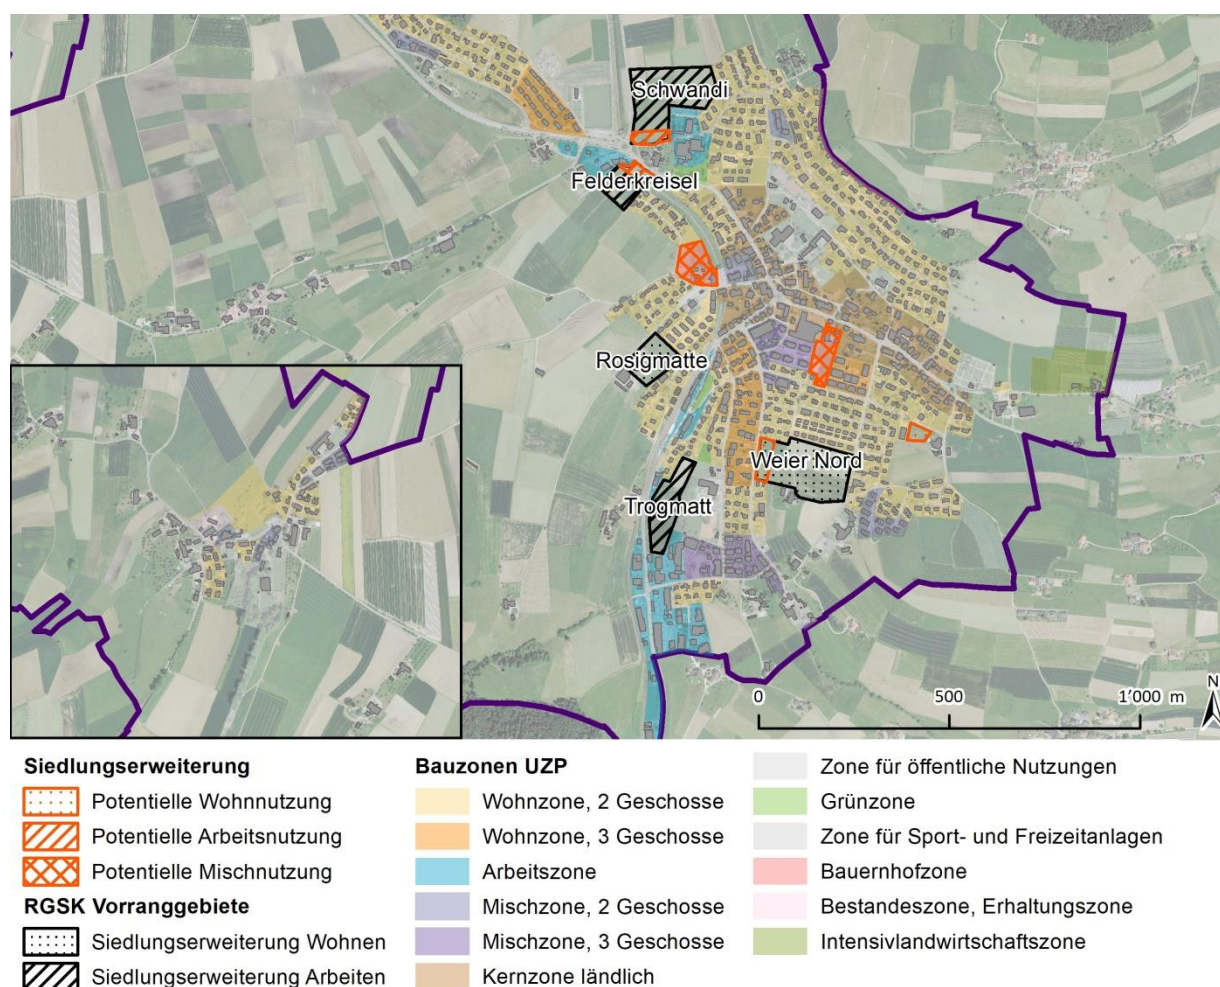 Schwandi
Felderkreisel
Rosigmatte
Weier Nord
Trogmatt
N
0 500 1'000 m
Siedlungserweiterung
Potentielle Wohnnutzung
Potentielle Arbeitsnutzung
Potentielle Mischnutzung
RGSK Vorranggebiete
Siedlungserweiterung Wohnen
Siedlungserweiterung Arbeiten
Bauzonen UZP
Wohnzone, 2 Geschosse
Wohnzone, 3 Geschosse
Arbeitszone
Mischzone, 2 Geschosse
Mischzone, 3 Geschosse
Kernzone ländlich
Zone für öffentliche Nutzungen
Grünzone
Zone für Sport- und Freizeitanlagen
Bauernhofzone
Bestandeszone, Erhaltungszone
Intensivlandwirtschaftszone